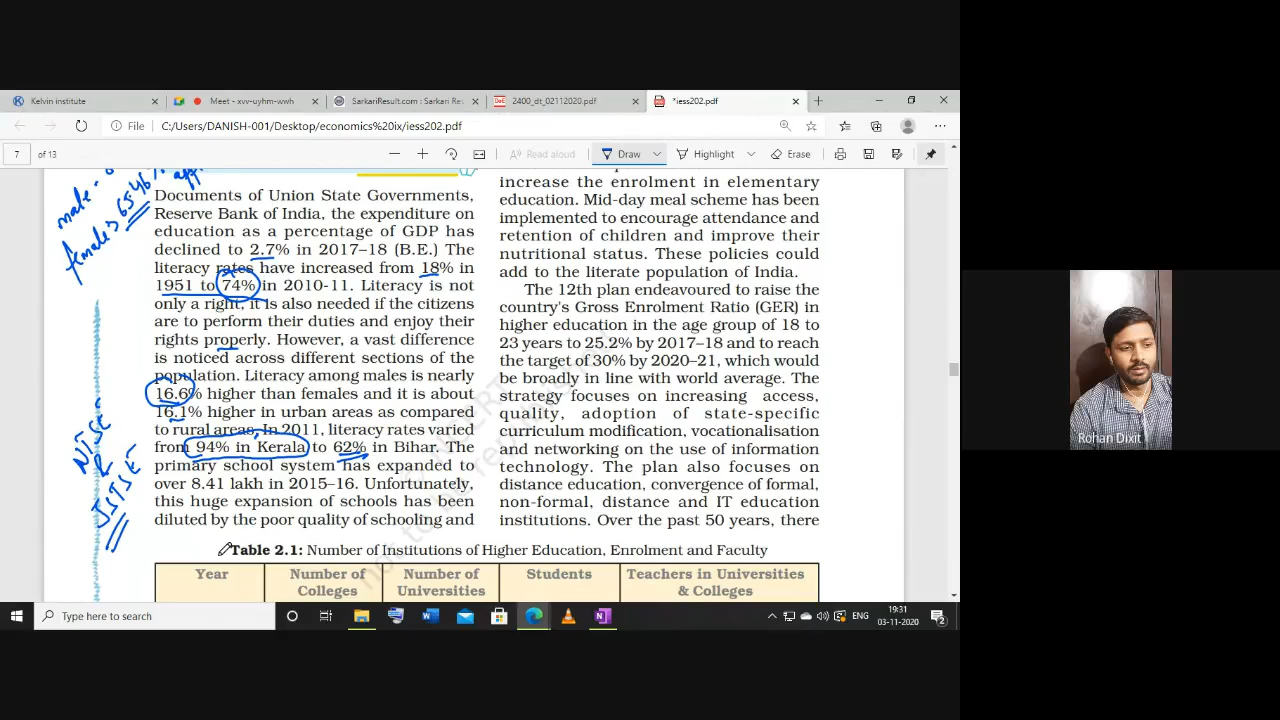 Kelvin institute
Meet - xvv-uyhm-wwh
SarkariResult.com : Sarkari Res
2400_dt_02112020.pdf
*iess202.pdf
File
C:/Users/DANISH-001/Desktop/economics%20ix/iess202.pdf
7
of 13
Read aloud
Draw
Highlight
Erase
male -
females 65.46%
NTSE
&
JSTSE
Documents of Union State Governments,
Reserve Bank of India, the expenditure on
education as a percentage of GDP has
declined to 2.7% in 2017–18 (B.E.) The
literacy rates have increased from 18% in
1951 to 74% in 2010-11. Literacy is not
only a right, it is also needed if the citizens
are to perform their duties and enjoy their
rights properly. However, a vast difference
is noticed across different sections of the
population. Literacy among males is nearly
16.6% higher than females and it is about
16.1% higher in urban areas as compared
to rural areas. In 2011, literacy rates varied
from 94% in Kerala to 62% in Bihar. The
primary school system has expanded to
over 8.41 lakh in 2015–16. Unfortunately,
this huge expansion of schools has been
diluted by the poor quality of schooling and
increase the enrolment in elementary
education. Mid-day meal scheme has been
implemented to encourage attendance and
retention of children and improve their
nutritional status. These policies could
add to the literate population of India.
The 12th plan endeavoured to raise the
country's Gross Enrolment Ratio (GER) in
higher education in the age group of 18 to
23 years to 25.2% by 2017–18 and to reach
the target of 30% by 2020–21, which would
be broadly in line with world average. The
strategy focuses on increasing access,
quality, adoption of state-specific
curriculum modification, vocationalisation
and networking on the use of information
technology. The plan also focuses on
distance education, convergence of formal,
non-formal, distance and IT education
institutions. Over the past 50 years, there
Table 2.1: Number of Institutions of Higher Education, Enrolment and Faculty
Year
Number of
Colleges
Number of
Universities
Students
Teachers in Universities
& Colleges
Rohan Dixit
Type here to search
ENG
19:31
03-11-2020
2